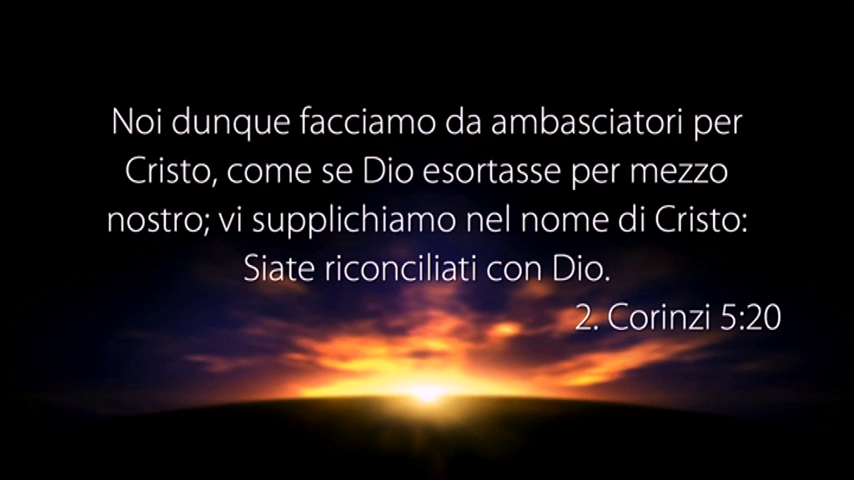 Noi dunque facciamo da ambasciatori per
Cristo, come se Dio esortasse per mezzo
nostro; vi supplichiamo nel nome di Cristo:
Siate riconciliati con Dio.
2. Corinzi 5:20